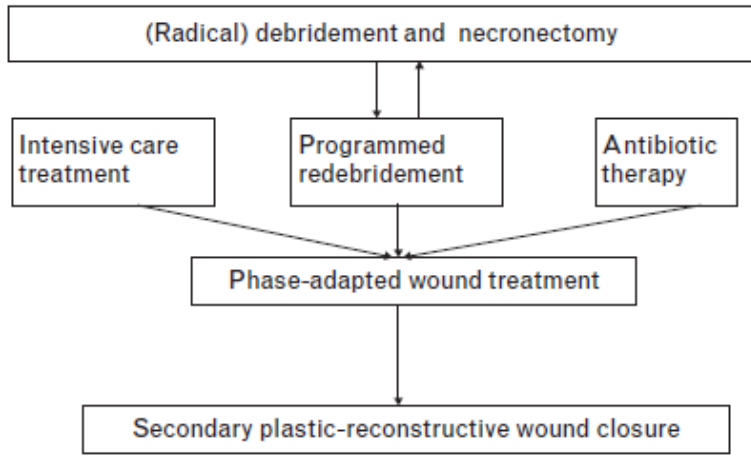 (Radical) debridement and necronectomy
Intensive care
treatment
Programmed
redebridement
Antibiotic
therapy
Phase-adapted wound treatment
Secondary plastic-reconstructive wound closure